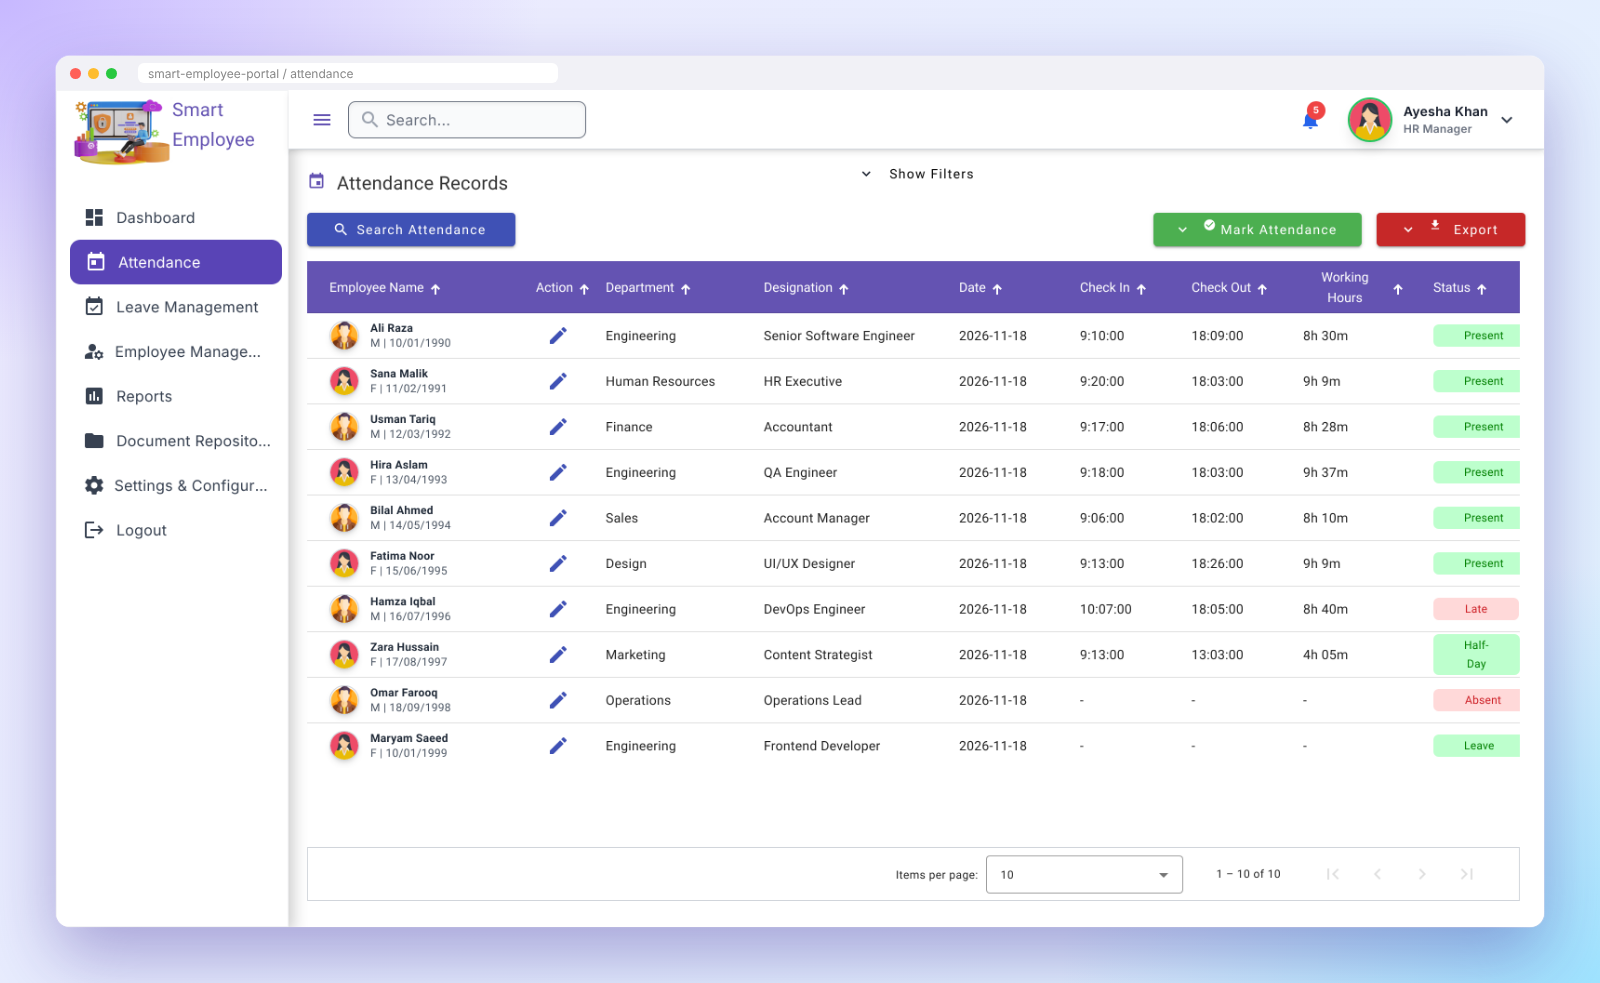 smart-employee-portal / attendance
Smart
Employee
Search...
5
Ayesha Khan
HR Manager
Dashboard
Attendance
Leave Management
Employee Manage...
Reports
Document Reposito...
Settings & Configur...
Logout
Attendance Records
Show Filters
Search Attendance
Mark Attendance
Export
Employee Name Action Department Designation Date Check In Check Out Working Hours Status
Ali Raza
M | 10/01/1990
Engineering Senior Software Engineer 2026-11-18 9:10:00 18:09:00 8h 30m Present
Sana Malik
F | 11/02/1991
Human Resources HR Executive 2026-11-18 9:20:00 18:03:00 9h 9m Present
Usman Tariq
M | 12/03/1992
Finance Accountant 2026-11-18 9:17:00 18:06:00 8h 28m Present
Hira Aslam
F | 13/04/1993
Engineering QA Engineer 2026-11-18 9:18:00 18:03:00 9h 37m Present
Bilal Ahmed
M | 14/05/1994
Sales Account Manager 2026-11-18 9:06:00 18:02:00 8h 10m Present
Fatima Noor
F | 15/06/1995
Design UI/UX Designer 2026-11-18 9:13:00 18:26:00 9h 9m Present
Hamza Iqbal
M | 16/07/1996
Engineering DevOps Engineer 2026-11-18 10:07:00 18:05:00 8h 40m Late
Zara Hussain
F | 17/08/1997
Marketing Content Strategist 2026-11-18 9:13:00 13:03:00 4h 05m Half-Day
Omar Farooq
M | 18/09/1998
Operations Operations Lead 2026-11-18 - - - Absent
Maryam Saeed
F | 10/01/1999
Engineering Frontend Developer 2026-11-18 - - - Leave
Items per page: 10 1 – 10 of 10